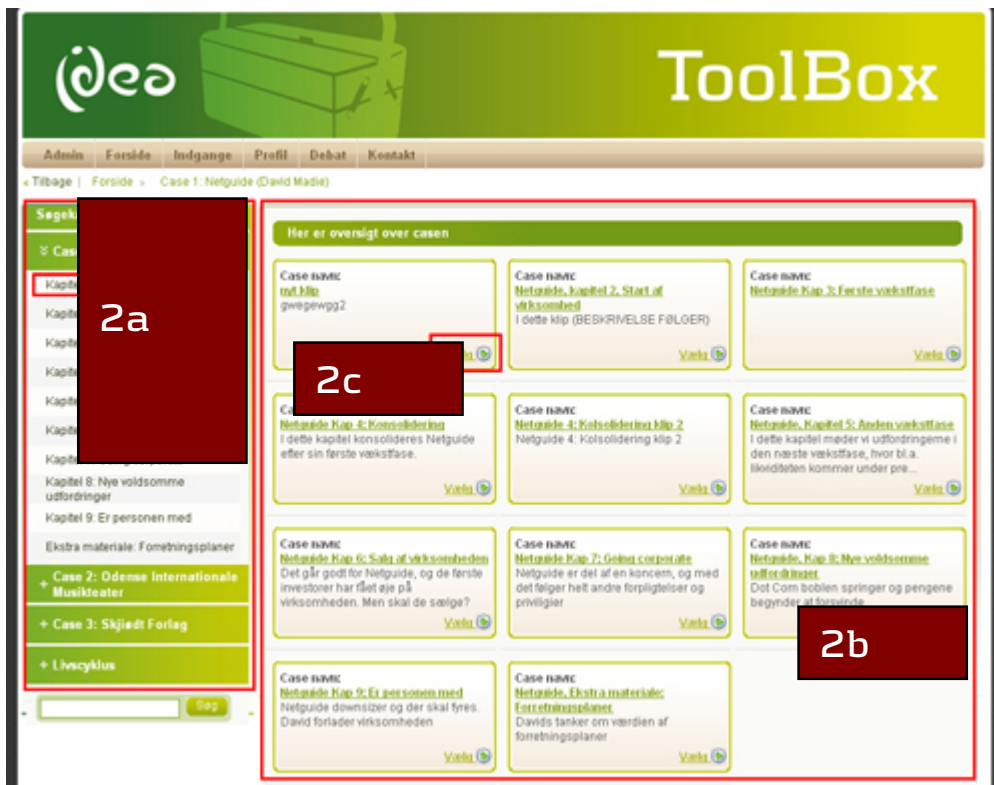 idea
ToolBox
Admin Forside Indgange Profil Debat Kontakt
« Tilbage | Forside » Case 1: Netguide (David Madie)
2a
Kapitel 8: Nye voldsomme
udfordringer
Kapitel 9: Er personen med
Ekstra materiale: Forretningsplaner
+ Case 2: Odense Internationale
Musikteater
+ Case 3: Skjiødt Forlag
+ Livscyklus
Søg
Her er oversigt over casen
Case navn:
nyt klip
gwegewgg2
2c
Case navn:
Netguide, kapitel 2, Start af
virksomhed
I dette klip (BESKRIVELSE FØLGER)
Vælg
Case navn:
Netguide Kap 3: Første vækstfase
Vælg
Netguide Kap 4: Konsolidering
I dette kapitel konsolideres Netguide
efter sin første vækstfase.
Vælg
Case navn:
Netguide 4: Kolsolidering klip 2
Netguide 4: Kolsolidering klip 2
Vælg
Case navn:
Netguide, Kapitel 5: Anden vækstfase
I dette kapitel møder vi udfordringerne i
den næste vækstfase, hvor bl.a.
likviditeten kommer under pre...
Vælg
Case navn:
Netguide Kap 6: Salg af virksomheden
Det går godt for Netguide, og de første
investorer har fået øje på
virksomheden. Men skal de sælge?
Vælg
Case navn:
Netguide Kap 7: Going corporate
Netguide er del af en koncern, og med
det følger helt andre forpligtelser og
priviligier
Vælg
Case navn:
Netguide, Kap 8: Nye voldsomme
udfordringer
Dot Com boblen springer og pengene
begynder at forsvinde
2b
Case navn:
Netguide Kap 9: Er personen med
Netguide downsizer og der skal fyres.
David forlader virksomheden
Vælg
Case navn:
Netguide, Ekstra materiale:
Forretningsplaner
Davids tanker om værdien af
forretningsplaner
Vælg